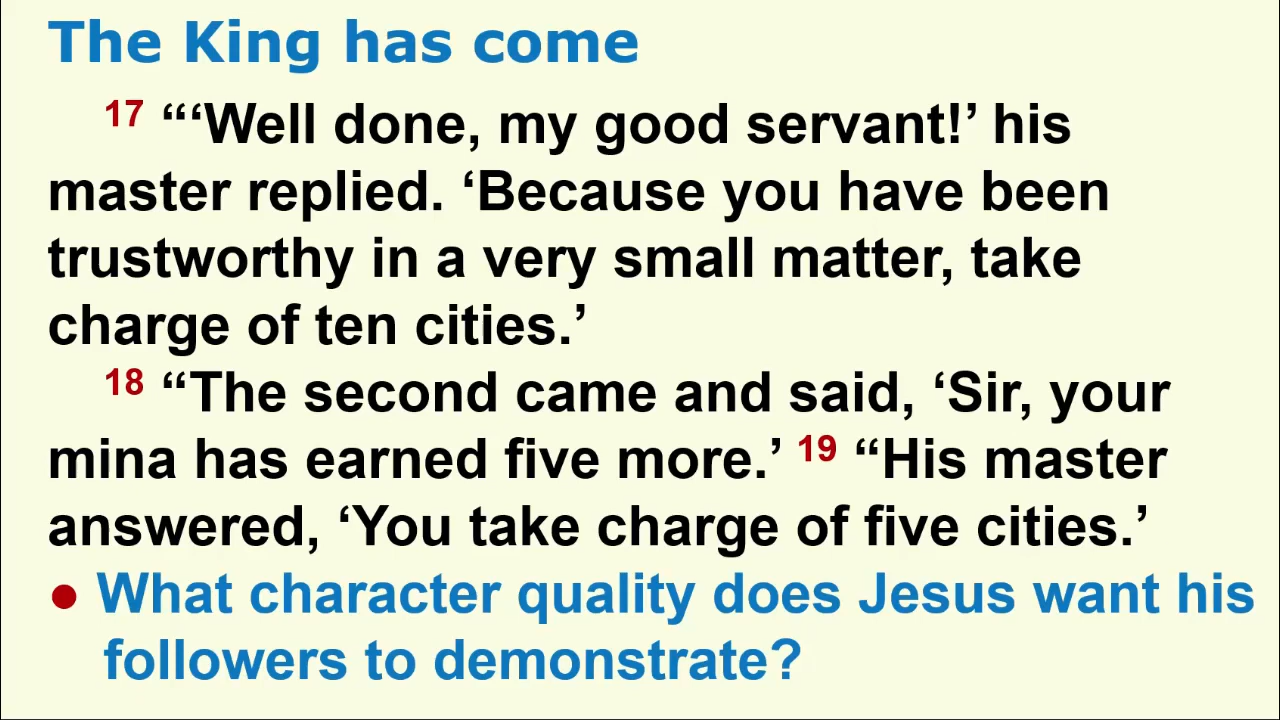 The King has come
17 “‘Well done, my good servant!’ his
master replied. ‘Because you have been
trustworthy in a very small matter, take
charge of ten cities.’
18 “The second came and said, ‘Sir, your
mina has earned five more.’ 19 “His master
answered, ‘You take charge of five cities.’
● What character quality does Jesus want his
followers to demonstrate?